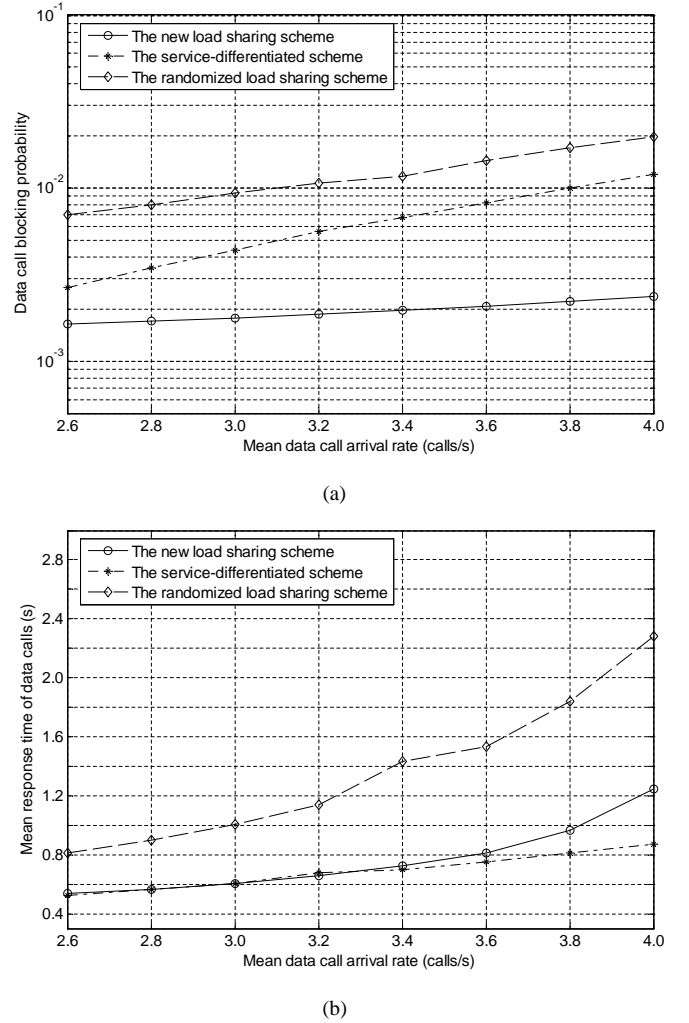 10^-1
The new load sharing scheme
The service-differentiated scheme
The randomized load sharing scheme
10^-2
10^-3
Data call blocking probability
2.6 2.8 3.0 3.2 3.4 3.6 3.8 4.0
Mean data call arrival rate (calls/s)
(a)
The new load sharing scheme
The service-differentiated scheme
The randomized load sharing scheme
2.8
2.4
2.0
1.6
1.2
0.8
0.4
Mean response time of data calls (s)
2.6 2.8 3.0 3.2 3.4 3.6 3.8 4.0
Mean data call arrival rate (calls/s)
(b)